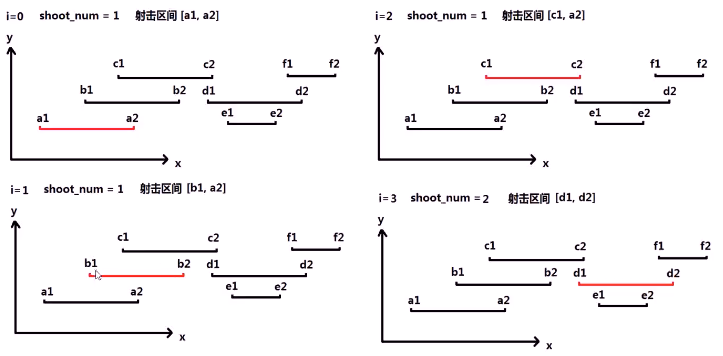 i=0 shoot_num = 1 射击区间 [a1, a2]
y
c1 c2 f1 f2
b1 b2 d1 d2
a1 a2 e1 e2
x
i=2 shoot_num = 1 射击区间 [c1, a2]
y
c1 c2 f1 f2
b1 b2 d1 d2
a1 a2 e1 e2
x
i=1 shoot_num = 1 射击区间 [b1, a2]
y
c1 c2 f1 f2
b1 b2 d1 d2
a1 a2 e1 e2
x
i=3 shoot_num = 2 射击区间 [d1, d2]
y
c1 c2 f1 f2
b1 b2 d1 d2
a1 a2 e1 e2
x